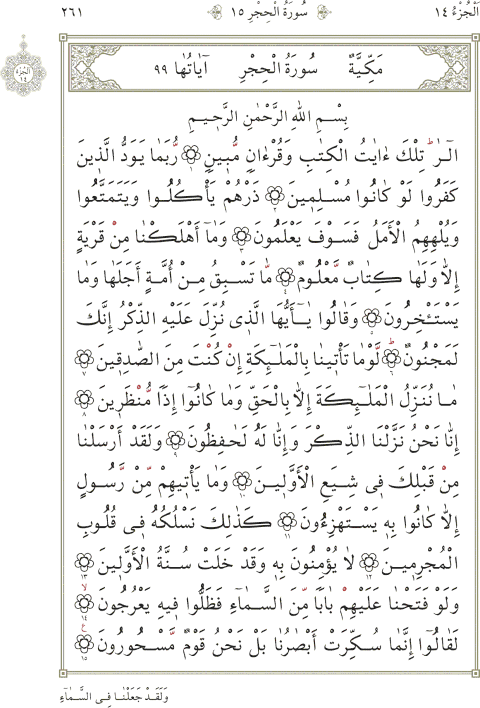 اَلْجُزْءُ ١٤
سُورَةُ الْحِجْرِ ١٥
٢٦١
اَلْجُزْءُ ١٤
مَكِّيَّةٌ سُورَةُ الْحِجْرِ آيَاتُهَا ٩٩
بِسْمِ اللهِ الرَّحْمٰنِ الرَّحِيمِ
الٓرٰ تِلْكَ ءَايٰتُ الْكِتٰبِ وَقُرْءَانٍ مُّبِينٍ ١ رُّبَمَا يَوَدُّ الَّذِينَ
كَفَرُوا لَوْ كَانُوا مُسْلِمِينَ ٢ ذَرْهُمْ يَأْكُلُوا وَيَتَمَتَّعُوا
وَيُلْهِهِمُ الْأَمَلُ فَسَوْفَ يَعْلَمُونَ ٣ وَمَآ أَهْلَكْنَا مِنْ قَرْيَةٍ
إِلَّا وَلَهَا كِتَابٌ مَّعْلُومٌ ٤ مَّا تَسْبِقُ مِنْ أُمَّةٍ أَجَلَهَا وَمَا
يَسْتَـْٔخِرُونَ ٥ وَقَالُوا يٰٓأَيُّهَا الَّذِى نُزِّلَ عَلَيْهِ الذِّكْرُ إِنَّكَ
لَمَجْنُونٌ ٦ لَّوْمَا تَأْتِينَا بِالْمَلٰٓئِكَةِ إِنْ كُنْتَ مِنَ الصّٰدِقِينَ ٧
مَا نُنَزِّلُ الْمَلٰٓئِكَةَ إِلَّا بِالْحَقِّ وَمَا كَانُوٓا إِذًا مُّنْظَرِينَ ٨
إِنَّا نَحْنُ نَزَّلْنَا الذِّكْرَ وَإِنَّا لَهُ لَحٰفِظُونَ ٩ وَلَقَدْ أَرْسَلْنَا
مِنْ قَبْلِكَ فِى شِيَعِ الْأَوَّلِينَ ١٠ وَمَا يَأْتِيهِمْ مِّنْ رَّسُولٍ
إِلَّا كَانُوا بِهِ يَسْتَهْزِءُونَ ١١ كَذٰلِكَ نَسْلُكُهُ فِى قُلُوبِ
الْمُجْرِمِينَ ١٢ لَا يُؤْمِنُونَ بِهِ وَقَدْ خَلَتْ سُنَّةُ الْأَوَّلِينَ ١٣
وَلَوْ فَتَحْنَا عَلَيْهِمْ بَابًا مِّنَ السَّمَآءِ فَظَلُّوا فِيهِ يَعْرُجُونَ ١٤
لَقَالُوٓا إِنَّمَا سُكِّرَتْ أَبْصٰرُنَا بَلْ نَحْنُ قَوْمٌ مَّسْحُورُونَ ١٥
وَلَقَدْ جَعَلْنَا فِى السَّمَآءِ